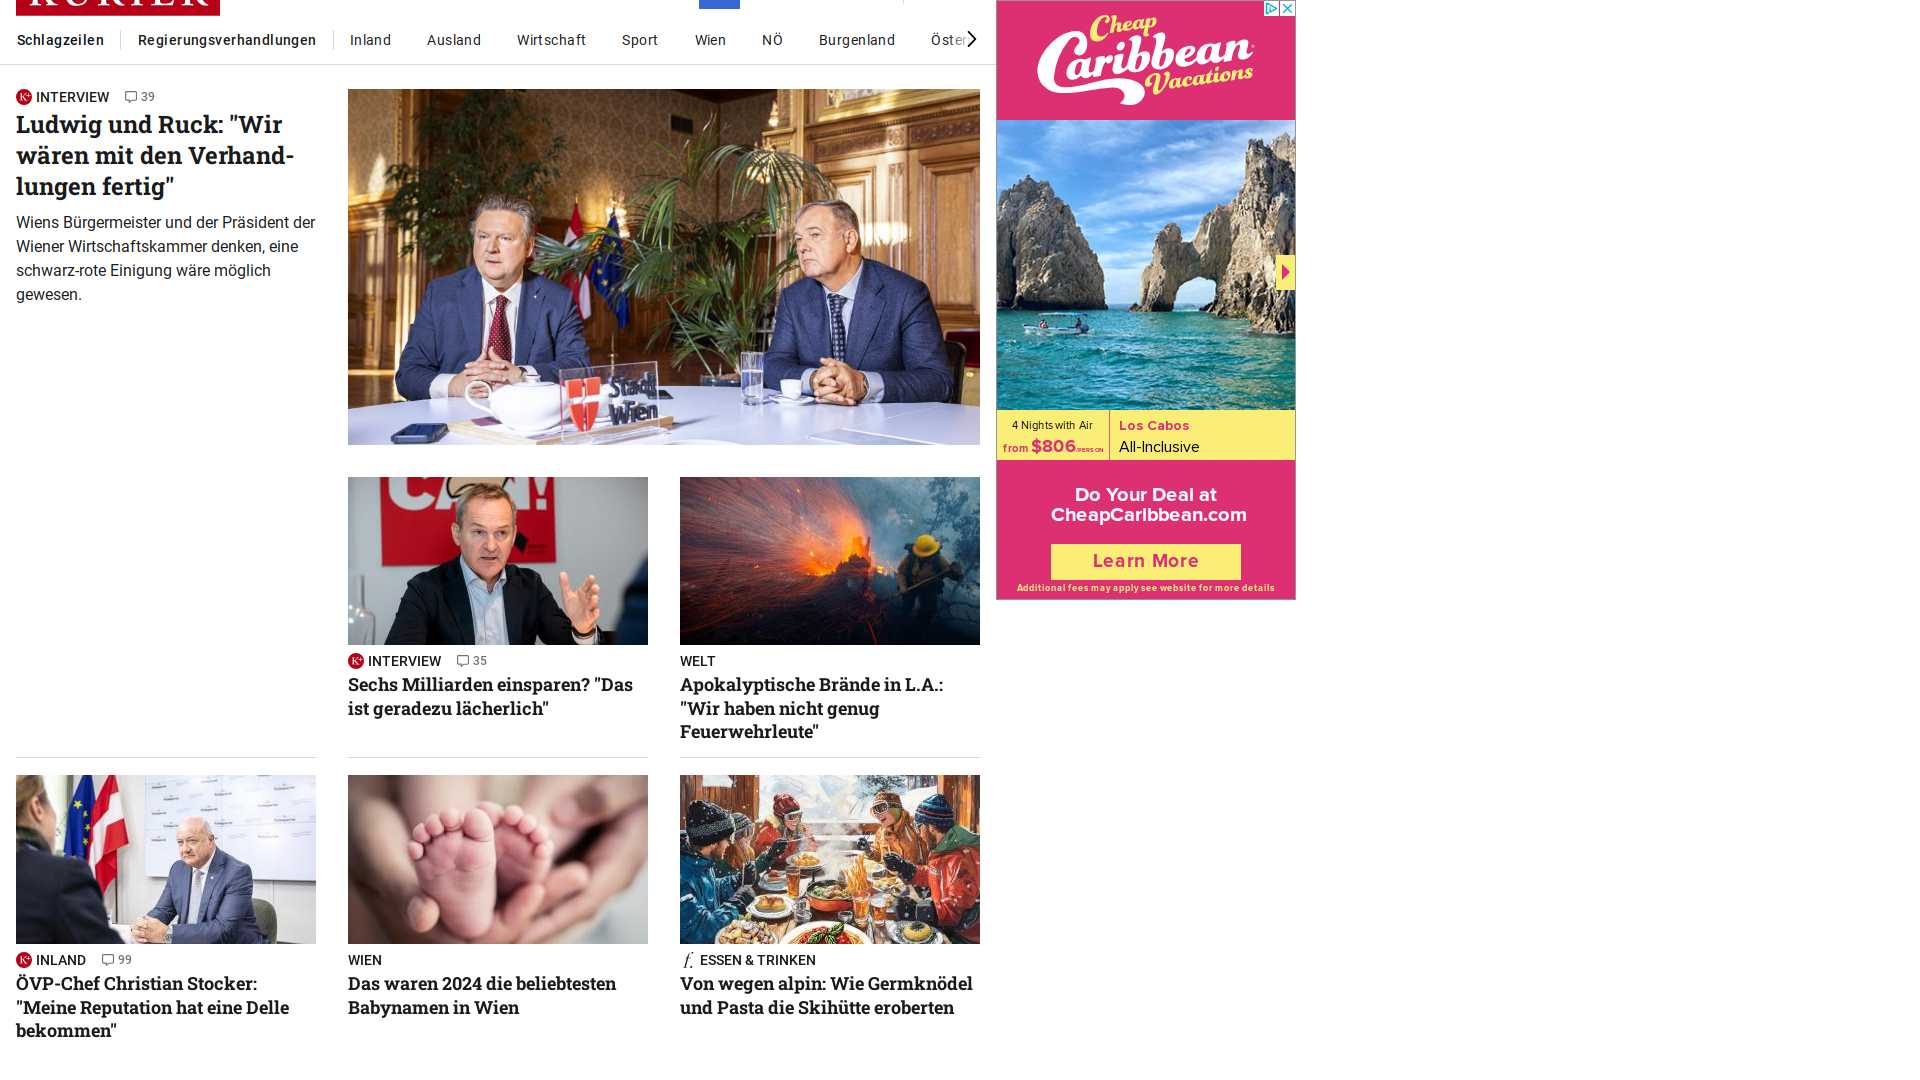 KURIER
Schlagzeilen
Regierungsverhandlungen
Inland
Ausland
Wirtschaft
Sport
Wien
NÖ
Burgenland
INTERVIEW 39
Ludwig und Ruck: "Wir
wären mit den Verhand-
lungen fertig"
Wiens Bürgermeister und der Präsident der
Wiener Wirtschaftskammer denken, eine
schwarz-rote Einigung wäre möglich
gewesen.
Stadt
Wien
INTERVIEW 35
Sechs Milliarden einsparen? "Das
ist geradezu lächerlich"
WELT
Apokalyptische Brände in L.A.:
"Wir haben nicht genug
Feuerwehrleute"
INLAND 99
ÖVP-Chef Christian Stocker:
"Meine Reputation hat eine Delle
bekommen"
WIEN
Das waren 2024 die beliebtesten
Babynamen in Wien
f. ESSEN & TRINKEN
Von wegen alpin: Wie Germknödel
und Pasta die Skihütte eroberten
Cheap
Caribbean
Vacations
4 Nights with Air
from $806/PERSON
Los Cabos
All-Inclusive
Do Your Deal at
CheapCaribbean.com
Learn More
Additional fees may apply see website for more details